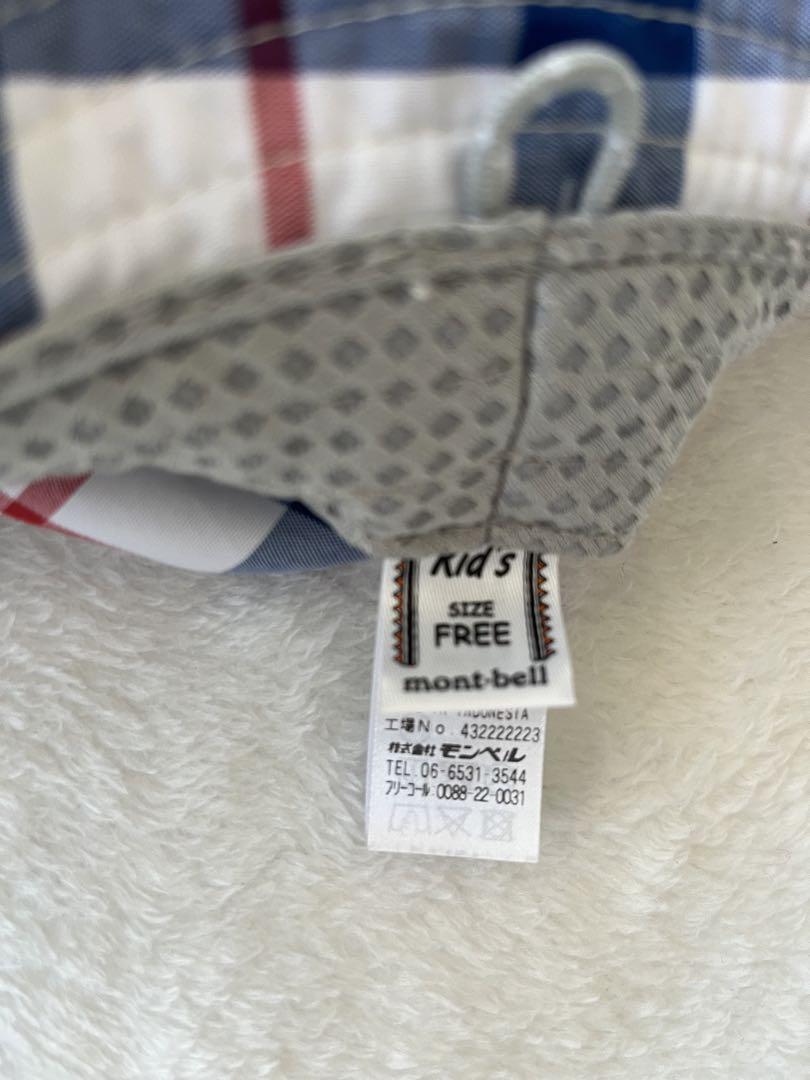 Kid's
SIZE
FREE
mont-bell
INDONESIA
工場No.432222223
株式会社モンベル
TEL.06-6531-3544
フリーコール:0088-22-0031